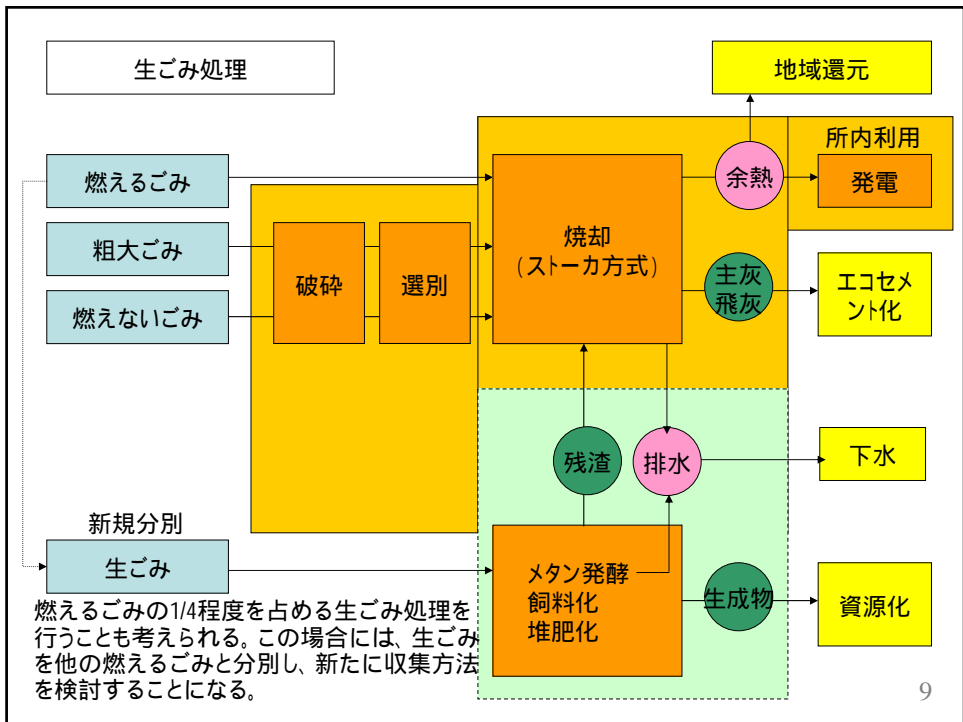 生ごみ処理
地域還元
所内利用
燃えるごみ
余熱
発電
粗大ごみ
破砕
選別
焼却
(ストーカ方式)
主灰
飛灰
エコセメ
ント化
燃えないごみ
残渣
排水
下水
新規分別
生ごみ
メタン発酵
飼料化
堆肥化
生成物
資源化
燃えるごみの1/4程度を占める生ごみ処理を
行うことも考えられる。この場合には、生ごみ
を他の燃えるごみと分別し、新たに収集方法
を検討することになる。
9